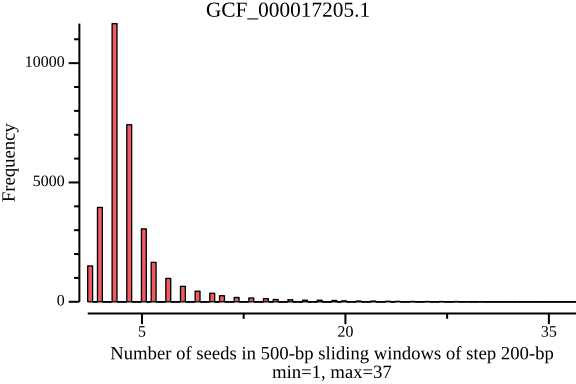 GCF_000017205.1
10000
5000
0
Frequency
5 20 35
Number of seeds in 500-bp sliding windows of step 200-bp
min=1, max=37